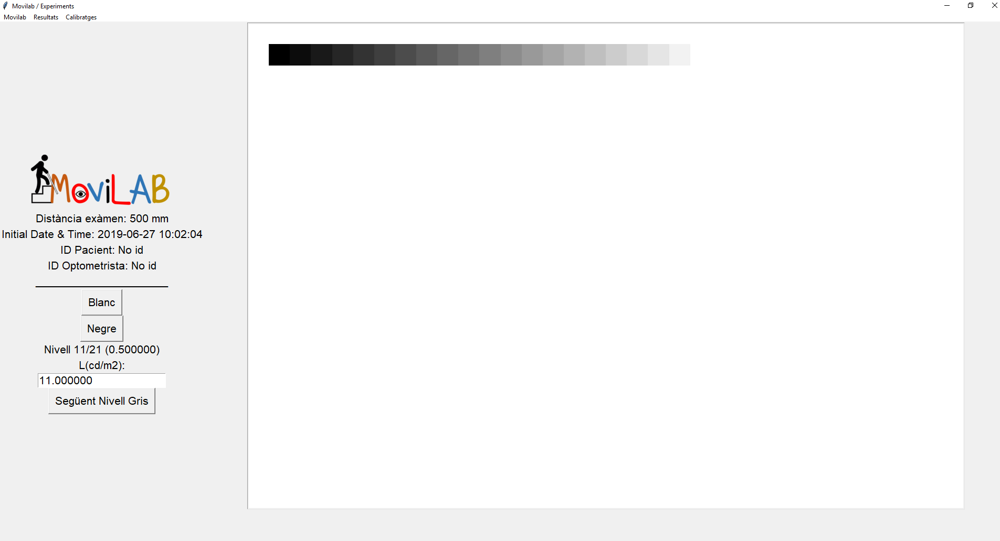 Movilab / Experiments
Movilab Resultats Calibratges
MoviLAB
Distància exàmen: 500 mm
Initial Date & Time: 2019-06-27 10:02:04
ID Pacient: No id
ID Optometrista: No id
Blanc
Negre
Nivell 11/21 (0.500000)
L(cd/m2):
11.000000
Següent Nivell Gris